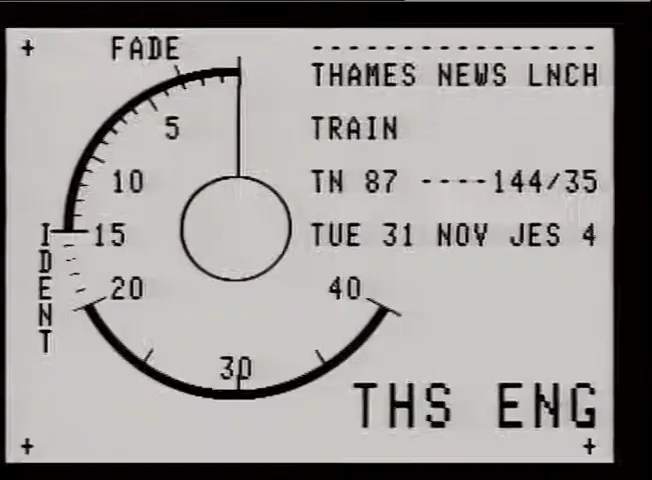 FADE
----------------
THAMES NEWS LNCH
TRAIN
TN 87 ----144/35
TUE 31 NOV JES 4
5
10
15
20
30
40
IDENT
THS ENG